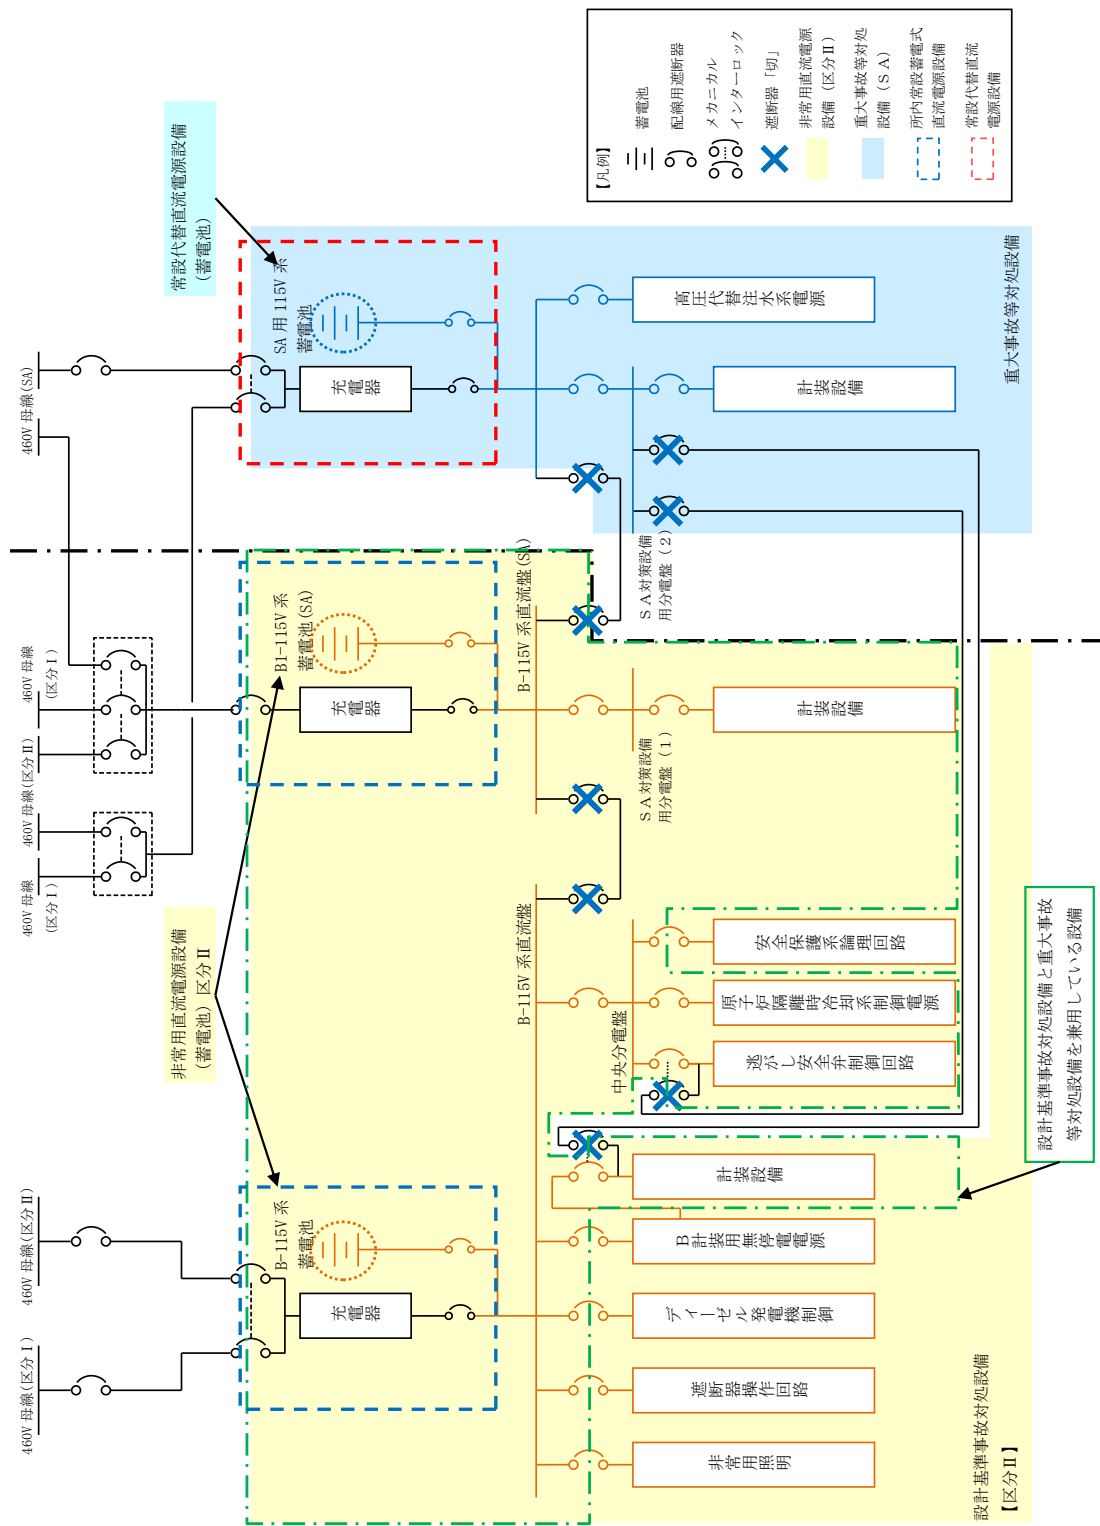 460V 母線(区分Ⅰ)
460V 母線(区分Ⅱ)
460V 母線
(区分Ⅰ)
460V 母線(区分Ⅱ)
460V 母線
(区分Ⅰ)
460V 母線(SA)
非常用直流電源設備
(蓄電池)区分Ⅱ
常設代替直流電源設備
(蓄電池)
B-115V 系
蓄電池
充電器
B1-115V 系
蓄電池(SA)
充電器
SA 用 115V 系
蓄電池
充電器
B-115V 系直流盤
B-115V 系直流盤(SA)
中央分電盤
SA対策設備
用分電盤(1)
SA対策設備
用分電盤(2)
非常用照明
遮断器操作回路
ディーゼル発電機制御
B計装用無停電電源
計装設備
逃がし安全弁制御回路
原子炉隔離時冷却系制御電源
安全保護系論理回路
計装設備
計装設備
高圧代替注水系電源
設計基準事故対処設備
【区分Ⅱ】
重大事故等対処設備
設計基準事故対処設備と重大事故
等対処設備を兼用している設備
【凡例】
蓄電池
配線用遮断器
メカニカル
インターロック
遮断器「切」
非常用直流電源
設備(区分Ⅱ)
重大事故等対処
設備(SA)
所内常設蓄電式
直流電源設備
常設代替直流
電源設備